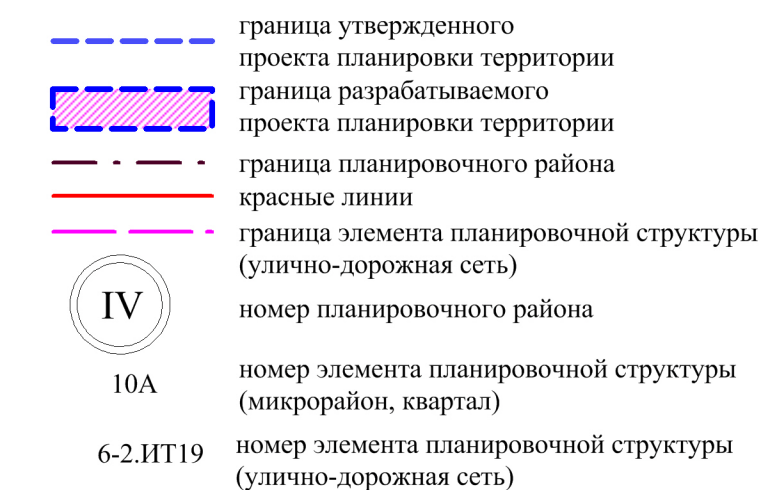 граница утвержденного
проекта планировки территории
граница разрабатываемого
проекта планировки территории
граница планировочного района
красные линии
граница элемента планировочной структуры
(улично-дорожная сеть)
IV
номер планировочного района
10А
номер элемента планировочной структуры
(микрорайон, квартал)
6-2.ИТ19
номер элемента планировочной структуры
(улично-дорожная сеть)